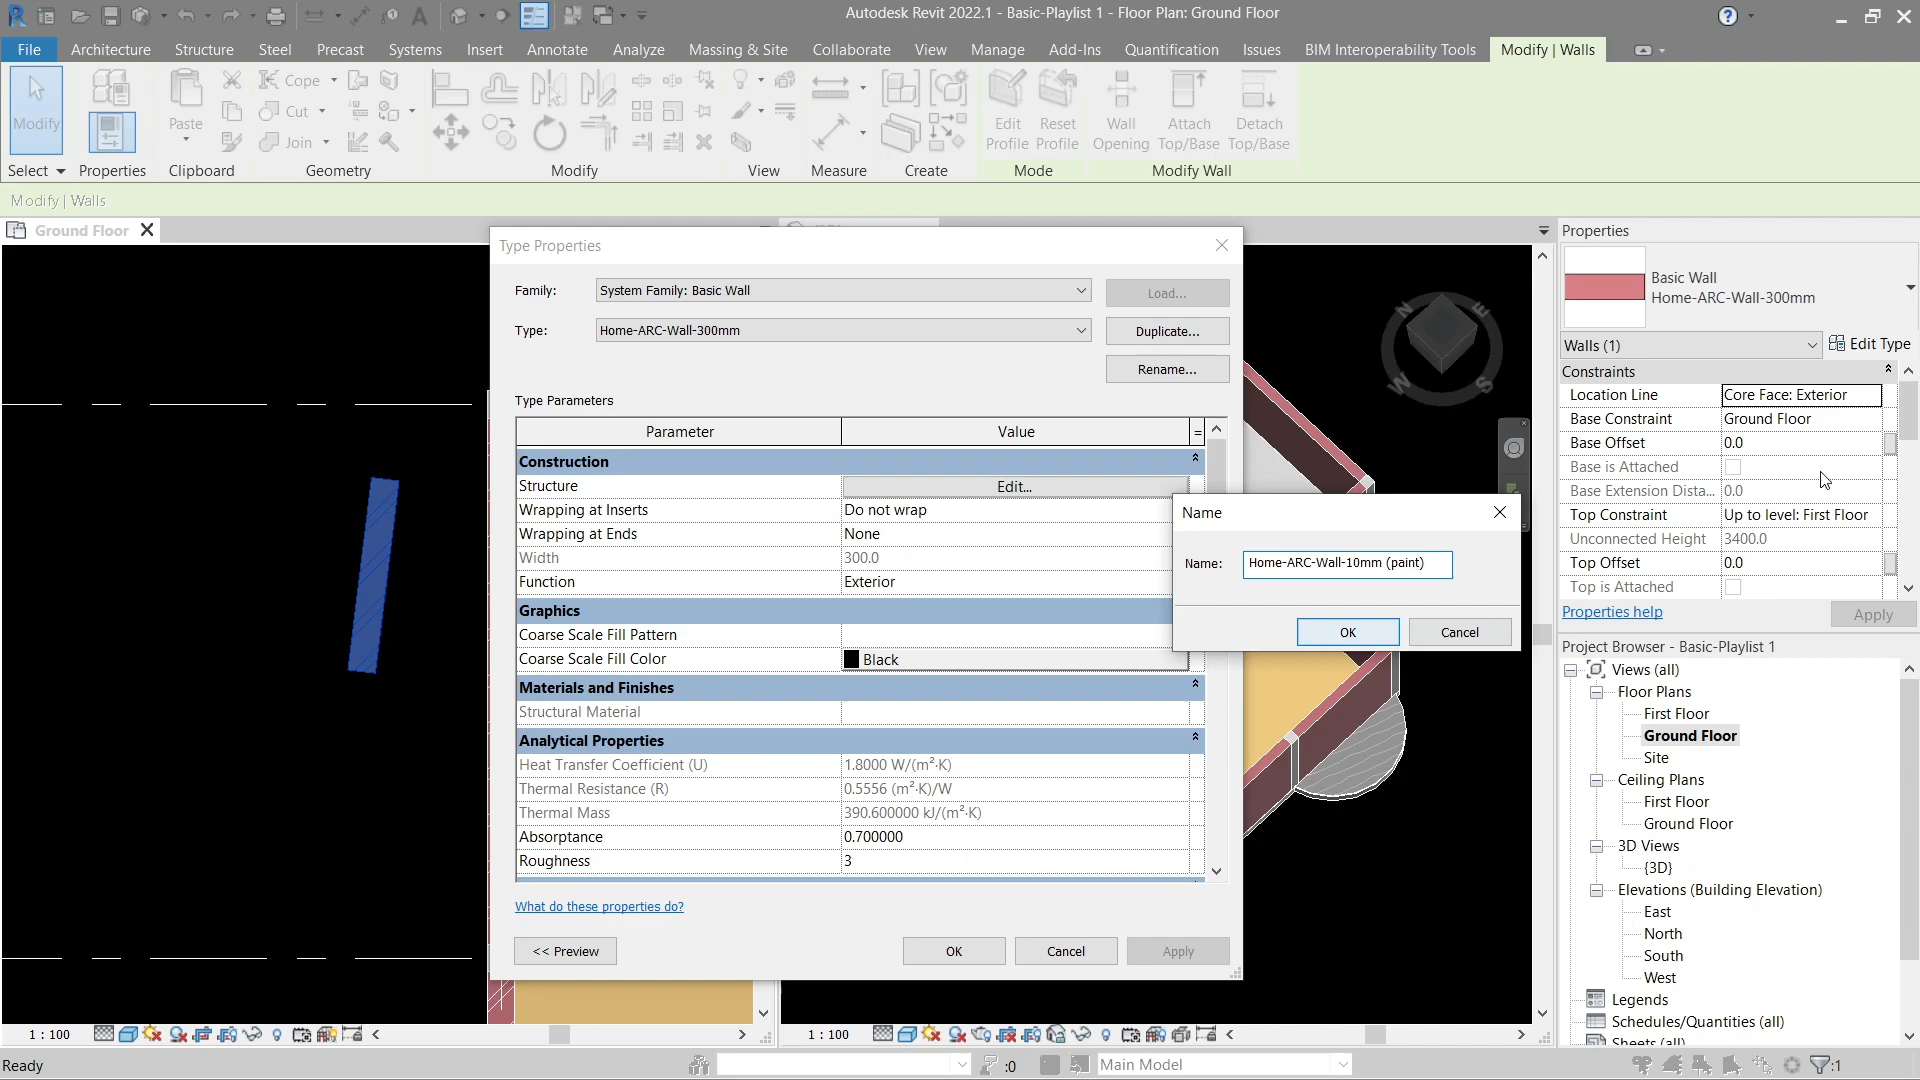 Autodesk Revit 2022.1 - Basic-Playlist 1 - Floor Plan: Ground Floor
File Architecture Structure Steel Precast Systems Insert Annotate Analyze Massing & Site Collaborate View Manage Add-Ins Quantification Issues BIM Interoperability Tools Modify | Walls
Modify
Paste
Cope
Cut
Join
Edit Profile
Reset Profile
Wall Opening
Attach Top/Base
Detach Top/Base
Select Properties Clipboard Geometry Modify View Measure Create Mode Modify Wall
Modify | Walls
Ground Floor
Type Properties
Family: System Family: Basic Wall Load...
Type: Home-ARC-Wall-300mm Duplicate...
Rename...
Type Parameters
Parameter Value =
Construction
Structure Edit...
Wrapping at Inserts Do not wrap
Wrapping at Ends None
Width 300.0
Function Exterior
Graphics
Coarse Scale Fill Pattern
Coarse Scale Fill Color Black
Materials and Finishes
Structural Material
Analytical Properties
Heat Transfer Coefficient (U) 1.8000 W/(m²·K)
Thermal Resistance (R) 0.5556 (m²·K)/W
Thermal Mass 390.600000 kJ/(m²·K)
Absorptance 0.700000
Roughness 3
What do these properties do?
<< Preview OK Cancel Apply
Name
Name: Home-ARC-Wall-10mm (paint)
OK Cancel
N E
W S
Properties
Basic Wall
Home-ARC-Wall-300mm
Walls (1) Edit Type
Constraints
Location Line Core Face: Exterior
Base Constraint Ground Floor
Base Offset 0.0
Base is Attached
Base Extension Dista... 0.0
Top Constraint Up to level: First Floor
Unconnected Height 3400.0
Top Offset 0.0
Top is Attached
Properties help Apply
Project Browser - Basic-Playlist 1
Views (all)
Floor Plans
First Floor
Ground Floor
Site
Ceiling Plans
First Floor
Ground Floor
3D Views
{3D}
Elevations (Building Elevation)
East
North
South
West
Legends
Schedules/Quantities (all)
Sheets (all)
1 : 100
1 : 100
Ready
:0
Main Model
:1